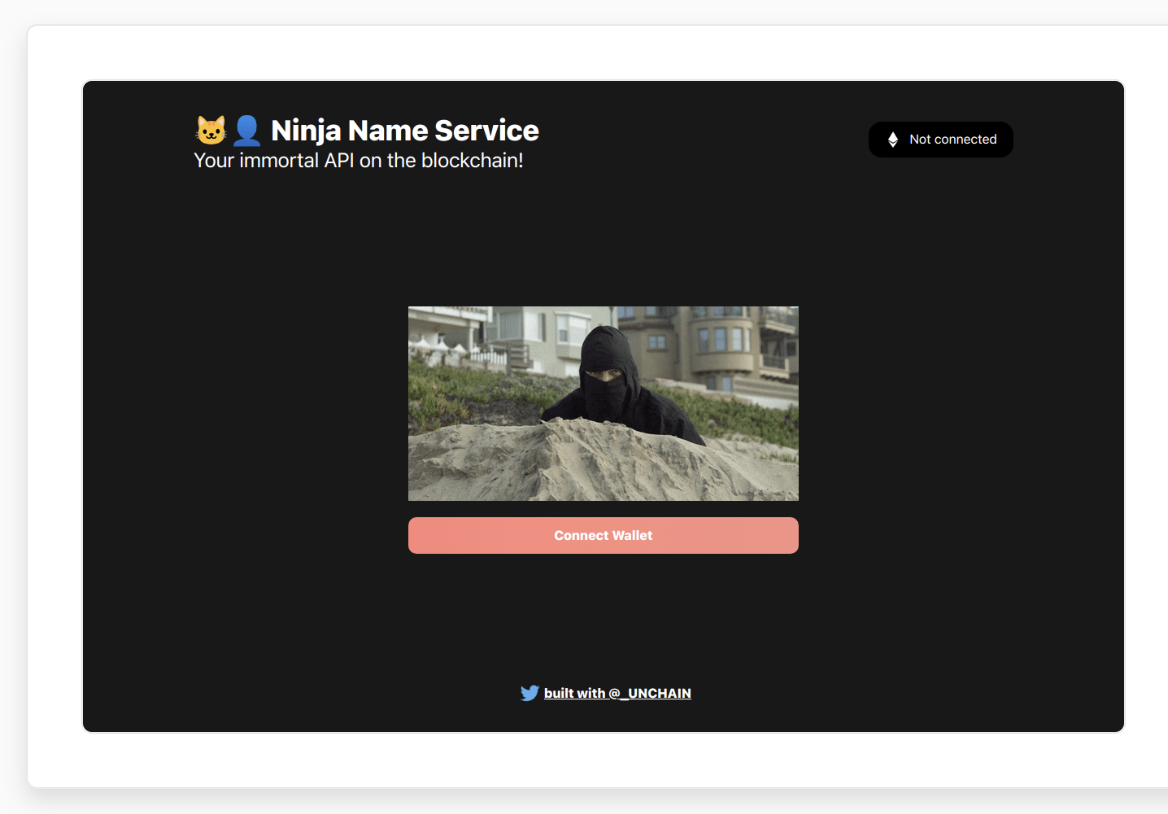 🐱👤 Ninja Name Service
Your immortal API on the blockchain!
Not connected
Connect Wallet
built with @_UNCHAIN